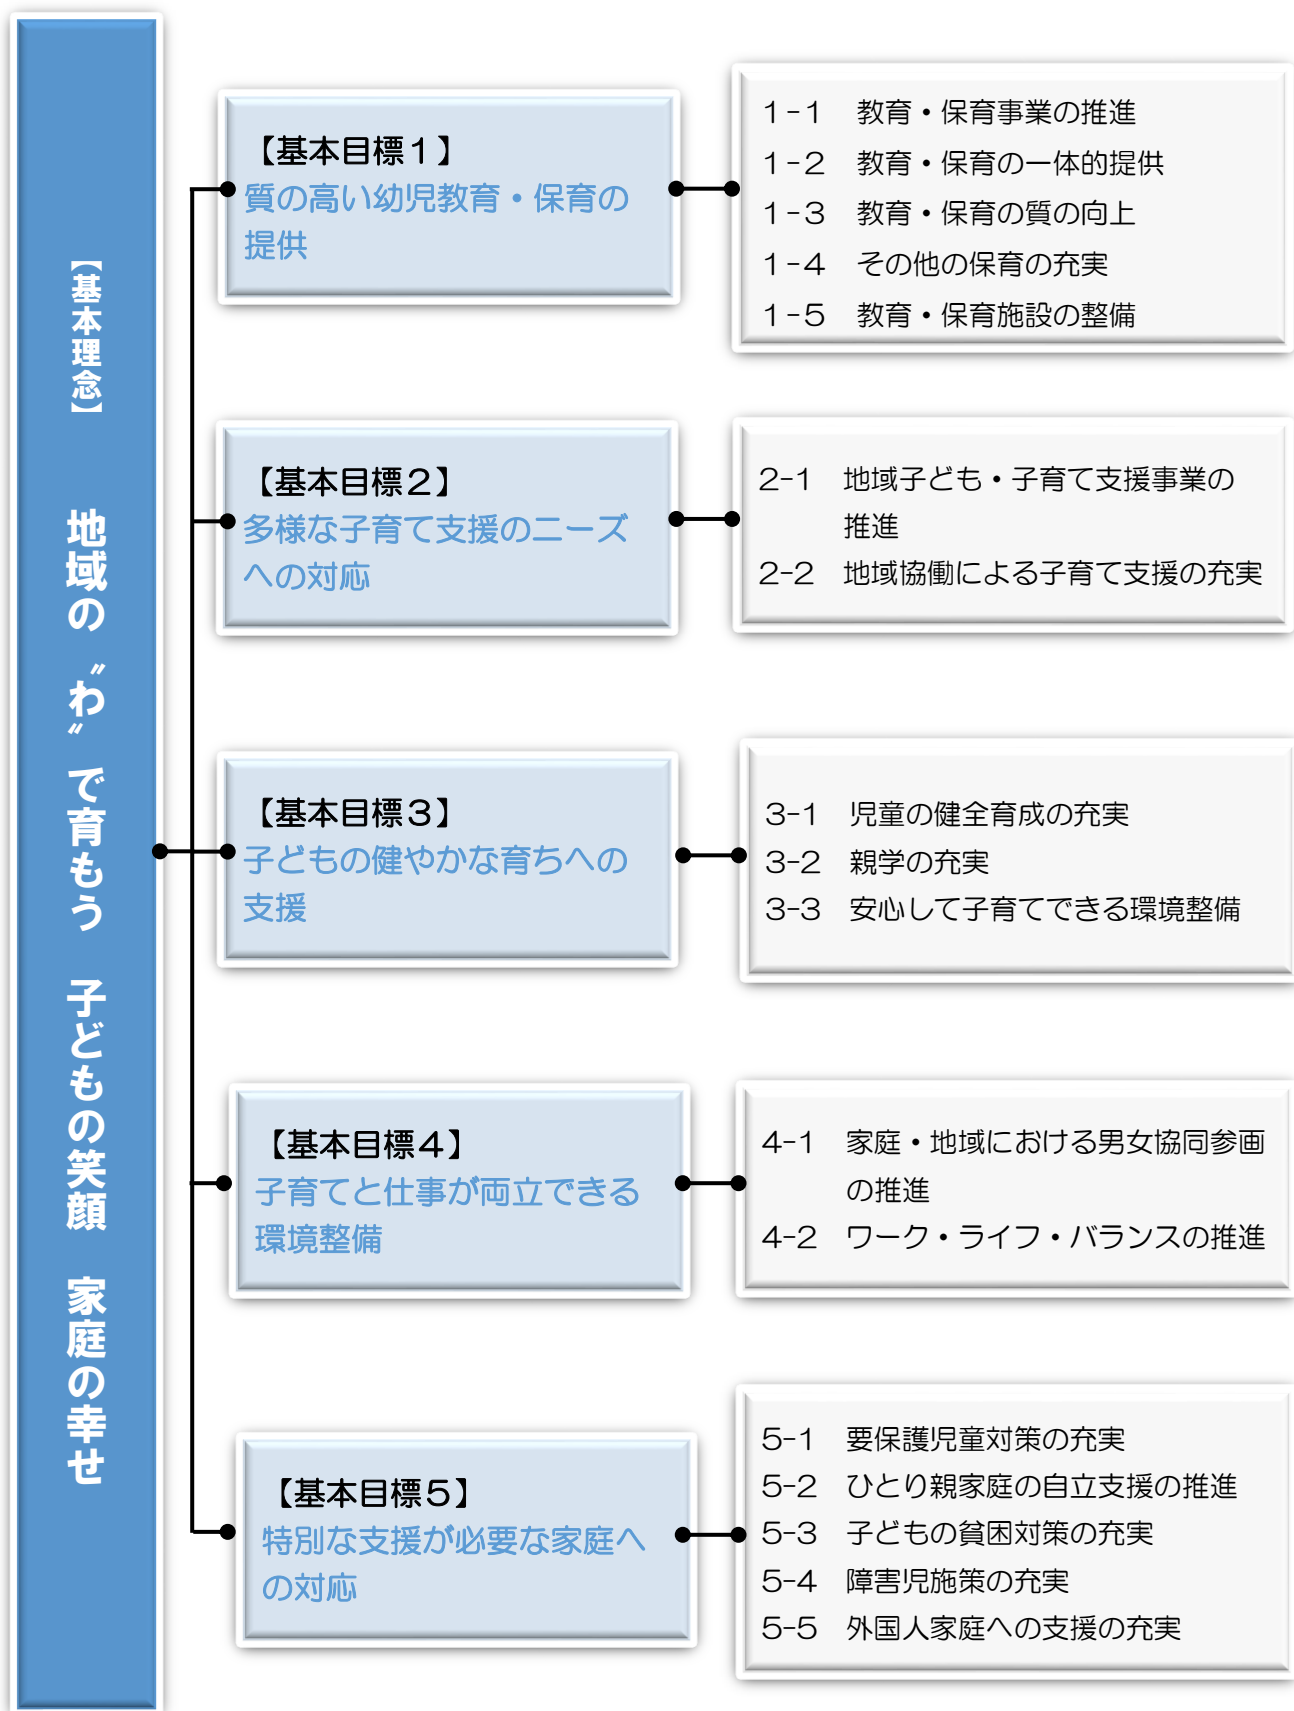 【基本理念】　地域の〝わ〟で育もう　子どもの笑顔　家庭の幸せ
【基本目標１】
質の高い幼児教育・保育の
提供
１-１　教育・保育事業の推進
１-２　教育・保育の一体的提供
１-３　教育・保育の質の向上
１-４　その他の保育の充実
１-５　教育・保育施設の整備
【基本目標２】
多様な子育て支援のニーズ
への対応
２-１　地域子ども・子育て支援事業の
推進
２-２　地域協働による子育て支援の充実
【基本目標３】
子どもの健やかな育ちへの
支援
３-１　児童の健全育成の充実
３-２　親学の充実
３-３　安心して子育てできる環境整備
【基本目標４】
子育てと仕事が両立できる
環境整備
４-１　家庭・地域における男女協同参画
の推進
４-２　ワーク・ライフ・バランスの推進
【基本目標５】
特別な支援が必要な家庭へ
の対応
５-１　要保護児童対策の充実
５-２　ひとり親家庭の自立支援の推進
５-３　子どもの貧困対策の充実
５-４　障害児施策の充実
５-５　外国人家庭への支援の充実